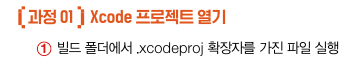 [과정 01] Xcode 프로젝트 열기
① 빌드 폴더에서 .xcodeproj 확장자를 가진 파일 실행